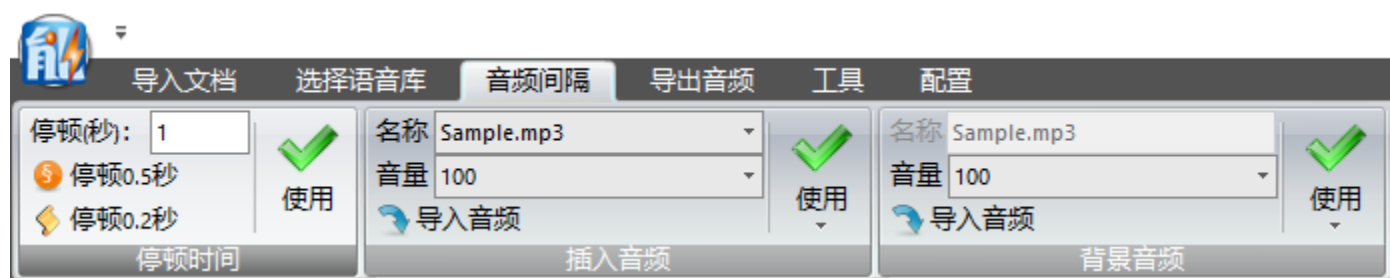 导入文档 选择语音库 音频间隔 导出音频 工具 配置
停顿(秒): 1
停顿0.5秒
停顿0.2秒
使用
停顿时间
名称 Sample.mp3
音量 100
导入音频
使用
插入音频
名称 Sample.mp3
音量 100
导入音频
使用
背景音频